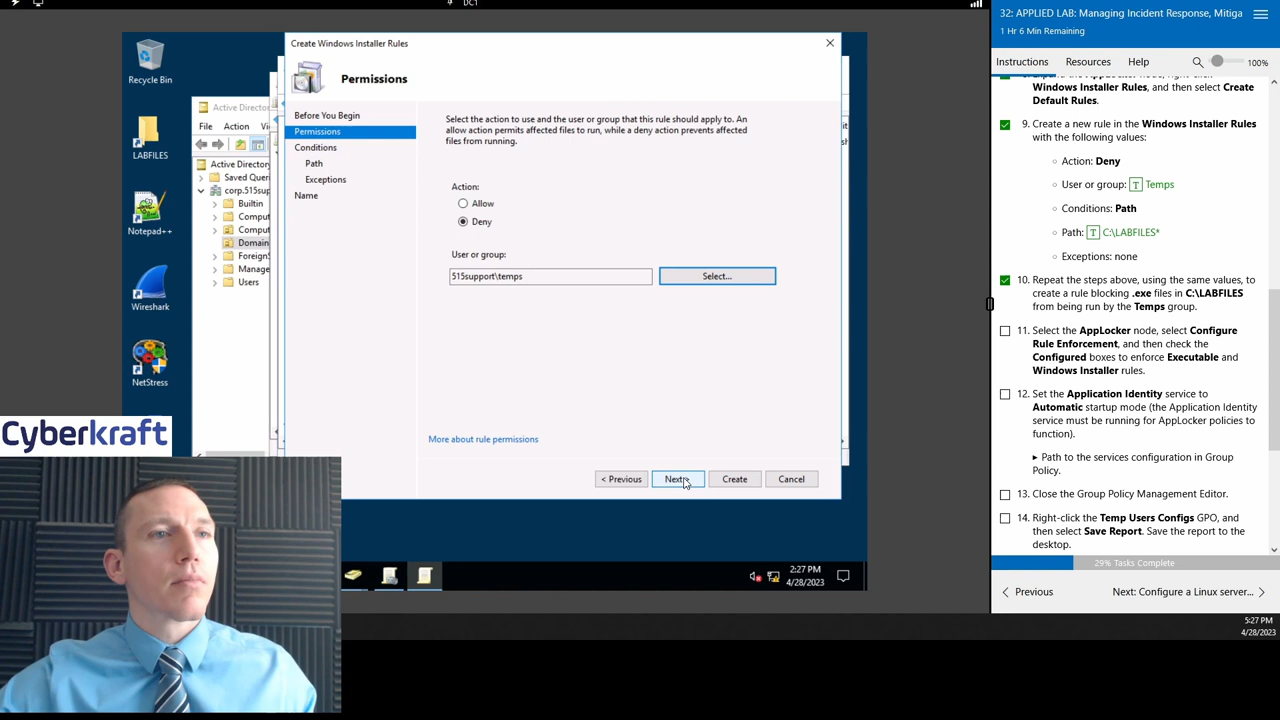 DC1
Recycle Bin
LABFILES
Notepad++
Wireshark
NetStress
Active Director
File Action
Active Directory
Saved Que
corp.515sup
Builtin
Comput
Compute
Domain
Foreign
Manage
Users
Create Windows Installer Rules
Permissions
Before You Begin
Permissions
Conditions
Path
Exceptions
Name
Select the action to use and the user or group that this rule should apply to. An
allow action permits affected files to run, while a deny action prevents affected
files from running.
Action:
Allow
Deny
User or group:
515support\temps
Select...
More about rule permissions
< Previous
Next
Create
Cancel
2:27 PM
4/28/2023
Cyberkraft
32: APPLIED LAB: Managing Incident Response, Mitiga
1 Hr 6 Min Remaining
Instructions Resources Help 100%
Windows Installer Rules, and then select Create
Default Rules.
9. Create a new rule in the Windows Installer Rules
with the following values:
Action: Deny
User or group: T Temps
Conditions: Path
Path: T C:\LABFILES*
Exceptions: none
10. Repeat the steps above, using the same values, to
create a rule blocking .exe files in C:\LABFILES
from being run by the Temps group.
11. Select the AppLocker node, select Configure
Rule Enforcement, and then check the
Configured boxes to enforce Executable and
Windows Installer rules.
12. Set the Application Identity service to
Automatic startup mode (the Application Identity
service must be running for AppLocker policies to
function).
Path to the services configuration in Group
Policy.
13. Close the Group Policy Management Editor.
14. Right-click the Temp Users Configs GPO, and
then select Save Report. Save the report to the
desktop.
29% Tasks Complete
Previous
Next: Configure a Linux server...
5:27 PM
4/28/2023